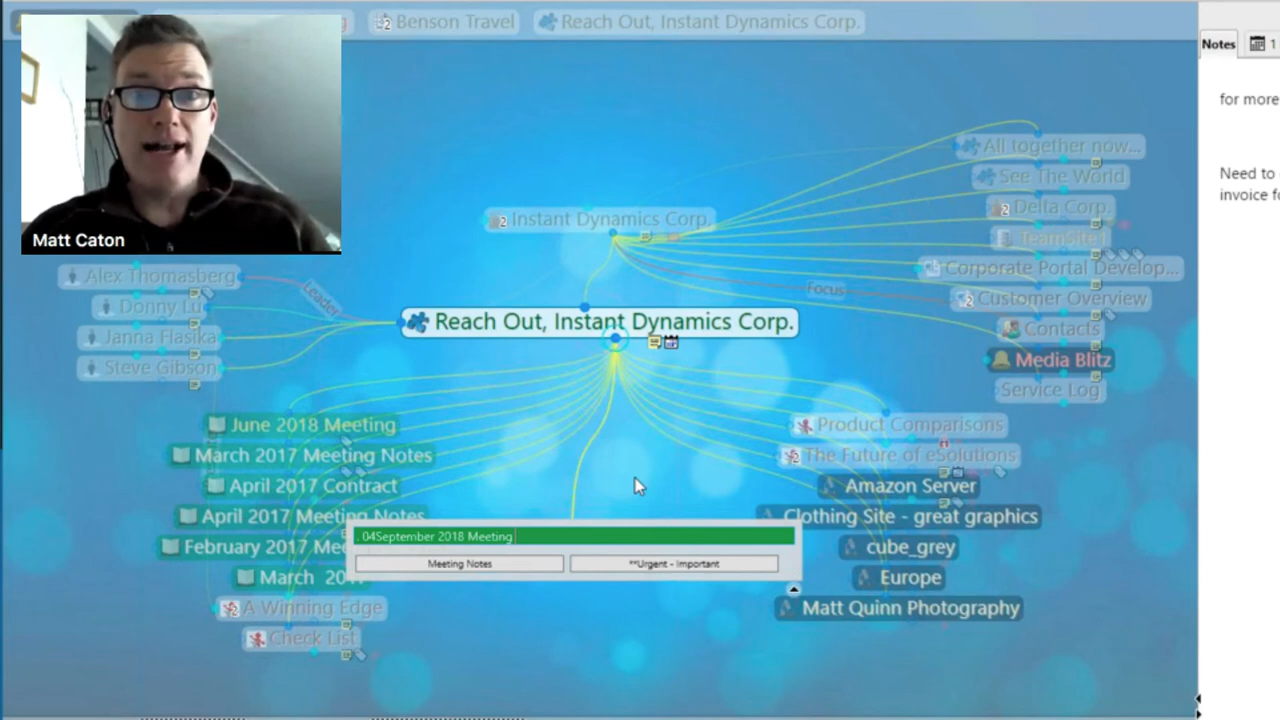 Benson Travel
Reach Out, Instant Dynamics Corp.
Notes
1
Matt Caton
for more
Need to
invoice fo
Instant Dynamics Corp.
All together now...
See The World
Delta Corp.
TeamSite 1
Corporate Portal Develop...
Focus
Customer Overview
Contacts
Media Blitz
Service Log
Alex Thomasberg
Leader
Donny Lu
Janna Flasika
Steve Gibson
Reach Out, Instant Dynamics Corp.
June 2018 Meeting
March 2017 Meeting Notes
April 2017 Contract
April 2017 Meeting Notes
February 2017 Mee
March 201
A Winning Edge
Check List
. 04September 2018 Meeting
Meeting Notes
**Urgent - Important
Product Comparisons
The Future of eSolutions
Amazon Server
Clothing Site - great graphics
cube_grey
Europe
Matt Quinn Photography